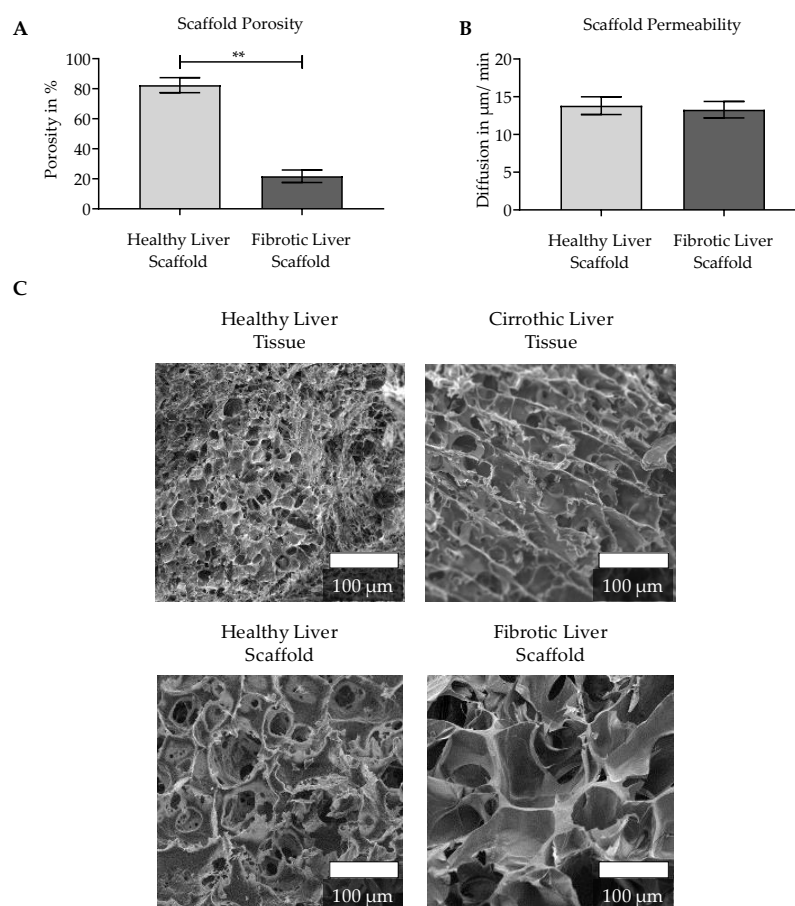 A
Scaffold Porosity
**
Porosity in %
100
80
60
40
20
0
Healthy Liver
Scaffold
Fibrotic Liver
Scaffold
B
Scaffold Permeability
Diffusion in µm/ min
20
15
10
5
0
Healthy Liver
Scaffold
Fibrotic Liver
Scaffold
C
Healthy Liver
Tissue
Cirrothic Liver
Tissue
100 µm
100 µm
Healthy Liver
Scaffold
Fibrotic Liver
Scaffold
100 µm
100 µm